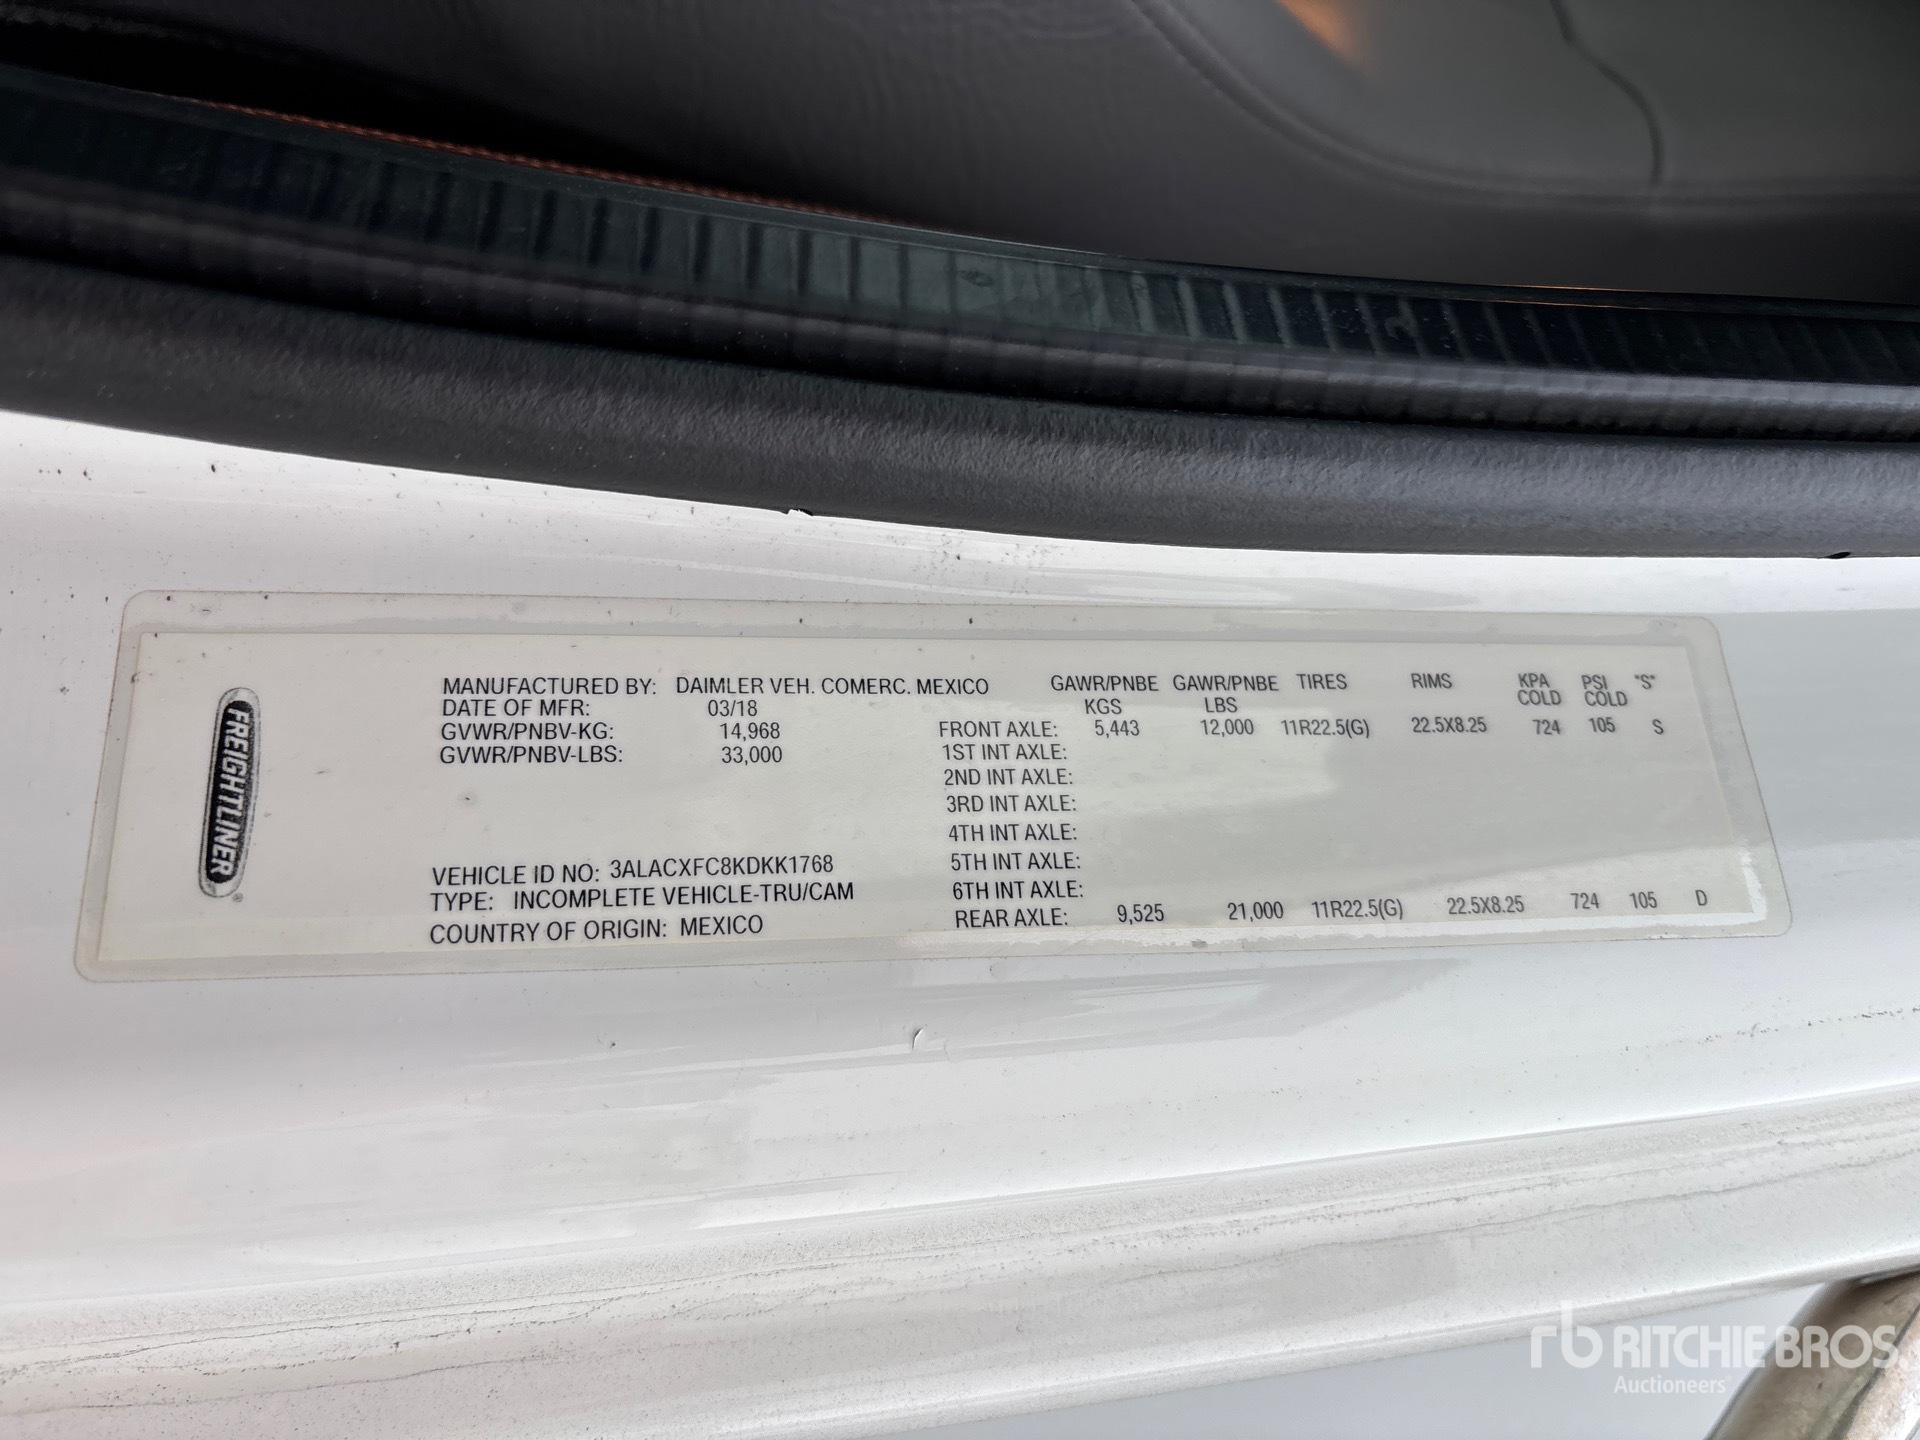 FREIGHTLINER®
MANUFACTURED BY: DAIMLER VEH. COMERC. MEXICO
DATE OF MFR: 03/18
GVWR/PNBV-KG: 14,968
GVWR/PNBV-LBS: 33,000
VEHICLE ID NO: 3ALACXFC8KDKK1768
TYPE: INCOMPLETE VEHICLE-TRU/CAM
COUNTRY OF ORIGIN: MEXICO
GAWR/PNBE GAWR/PNBE TIRES RIMS KPA PSI "S"
KGS LBS COLD COLD
FRONT AXLE: 5,443 12,000 11R22.5(G) 22.5X8.25 724 105 S
1ST INT AXLE:
2ND INT AXLE:
3RD INT AXLE:
4TH INT AXLE:
5TH INT AXLE:
6TH INT AXLE:
REAR AXLE: 9,525 21,000 11R22.5(G) 22.5X8.25 724 105 D
rb RITCHIE BROS
Auctioneers